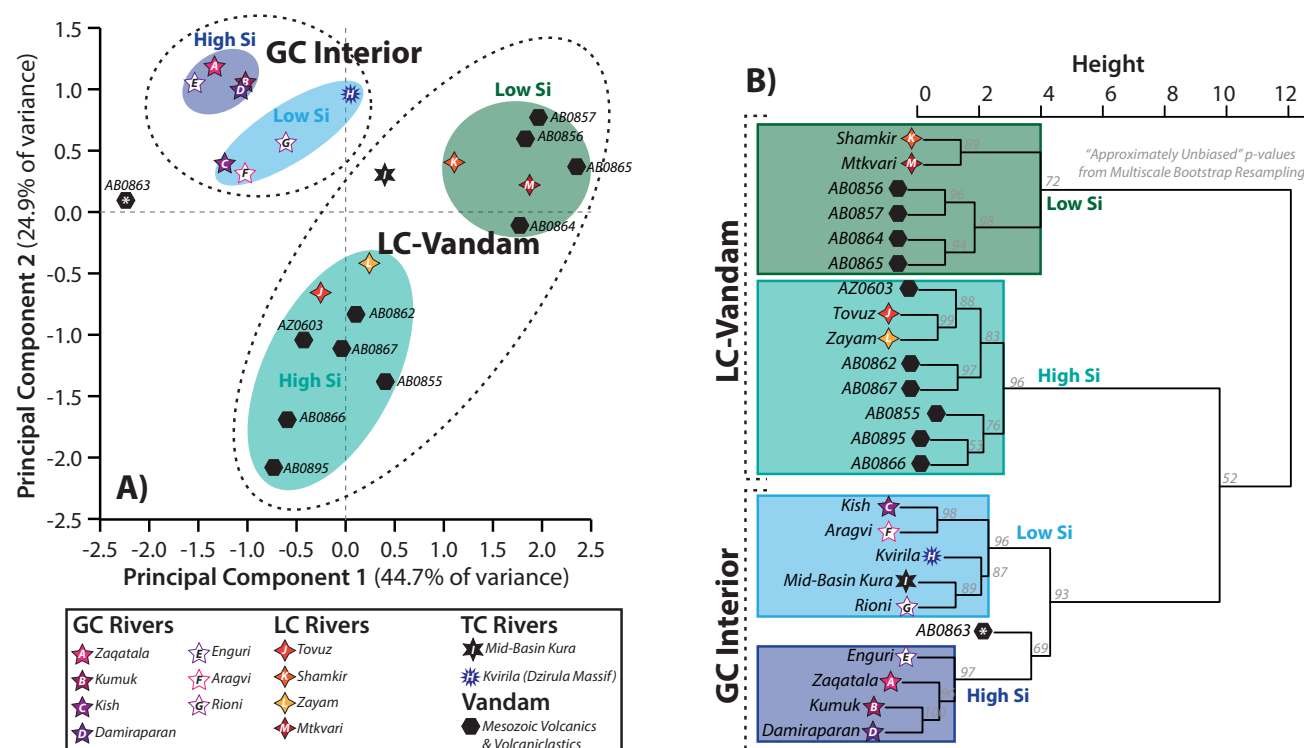 A)
Principal Component 2 (24.9% of variance)
1.5
1.0
0.5
0.0
-0.5
-1.0
-1.5
-2.0
-2.5
-2.5
-2.0
-1.5
-1.0
-0.5
0.0
0.5
1.0
1.5
2.0
2.5
Principal Component 1 (44.7% of variance)
High Si
GC Interior
A
E
B
D
H
Low Si
G
C
F
AB0863
*
I
Low Si
AB0857
AB0856
K
AB0865
M
AB0864
LC-Vandam
L
J
AB0862
AZ0603
AB0867
High Si
AB0855
AB0866
AB0895
GC Rivers
A Zaqatala
B Kumuk
C Kish
D Damiraparan
E Enguri
F Aragvi
G Rioni
LC Rivers
J Tovuz
K Shamkir
L Zayam
M Mtkvari
TC Rivers
I Mid-Basin Kura
H Kvirila (Dzirula Massif)
Vandam
Mesozoic Volcanics
& Volcaniclastics
B)
Height
0 2 4 6 8 10 12
"Approximately Unbiased" p-values
from Multiscale Bootstrap Resampling
LC-Vandam
Shamkir K
89
Mtkvari M
72
Low Si
AB0856
96
AB0857
98
AB0864
94
AB0865
AZ0603
88
Tovuz J
99
Zayam L
83
AB0862
97
AB0867
96
High Si
AB0855
76
AB0895
53
AB0866
52
GC Interior
Kish C
98
Aragvi F
96
Low Si
Kvirila H
87
Mid-Basin Kura I
89
Rioni G
93
AB0863 *
69
Enguri E
97
Zaqatala A
High Si
Kumuk B
100
Damiraparan D